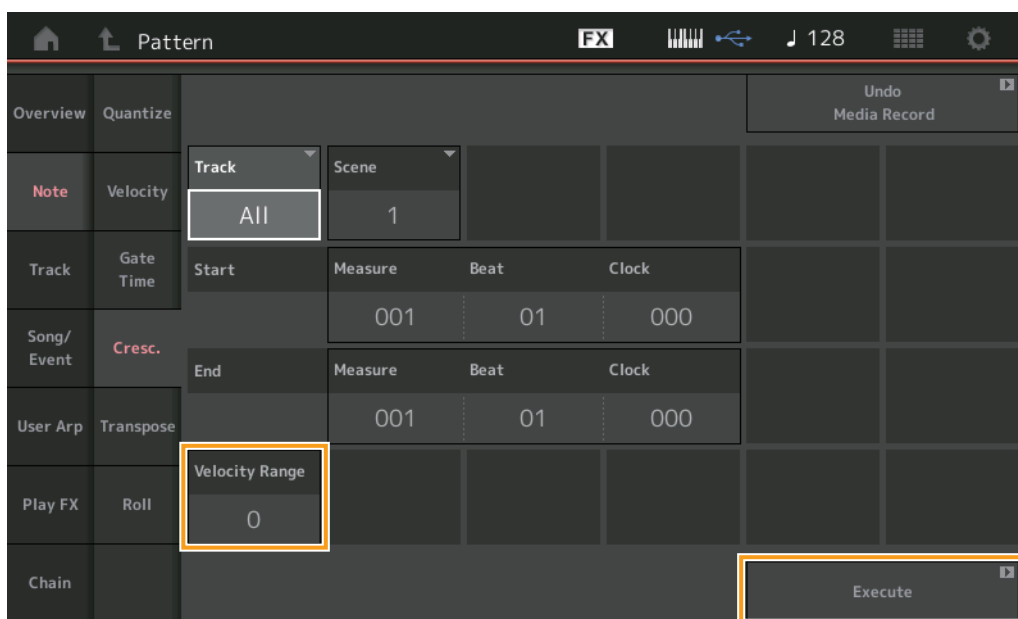 Pattern FX 128
Overview Quantize Undo
Media Record
Note Velocity Track Scene
All 1
Track Gate
Time Start Measure Beat Clock
001 01 000
Song/
Event Cresc. End Measure Beat Clock
User Arp Transpose 001 01 000
Velocity Range
Play FX Roll 0
Chain Execute